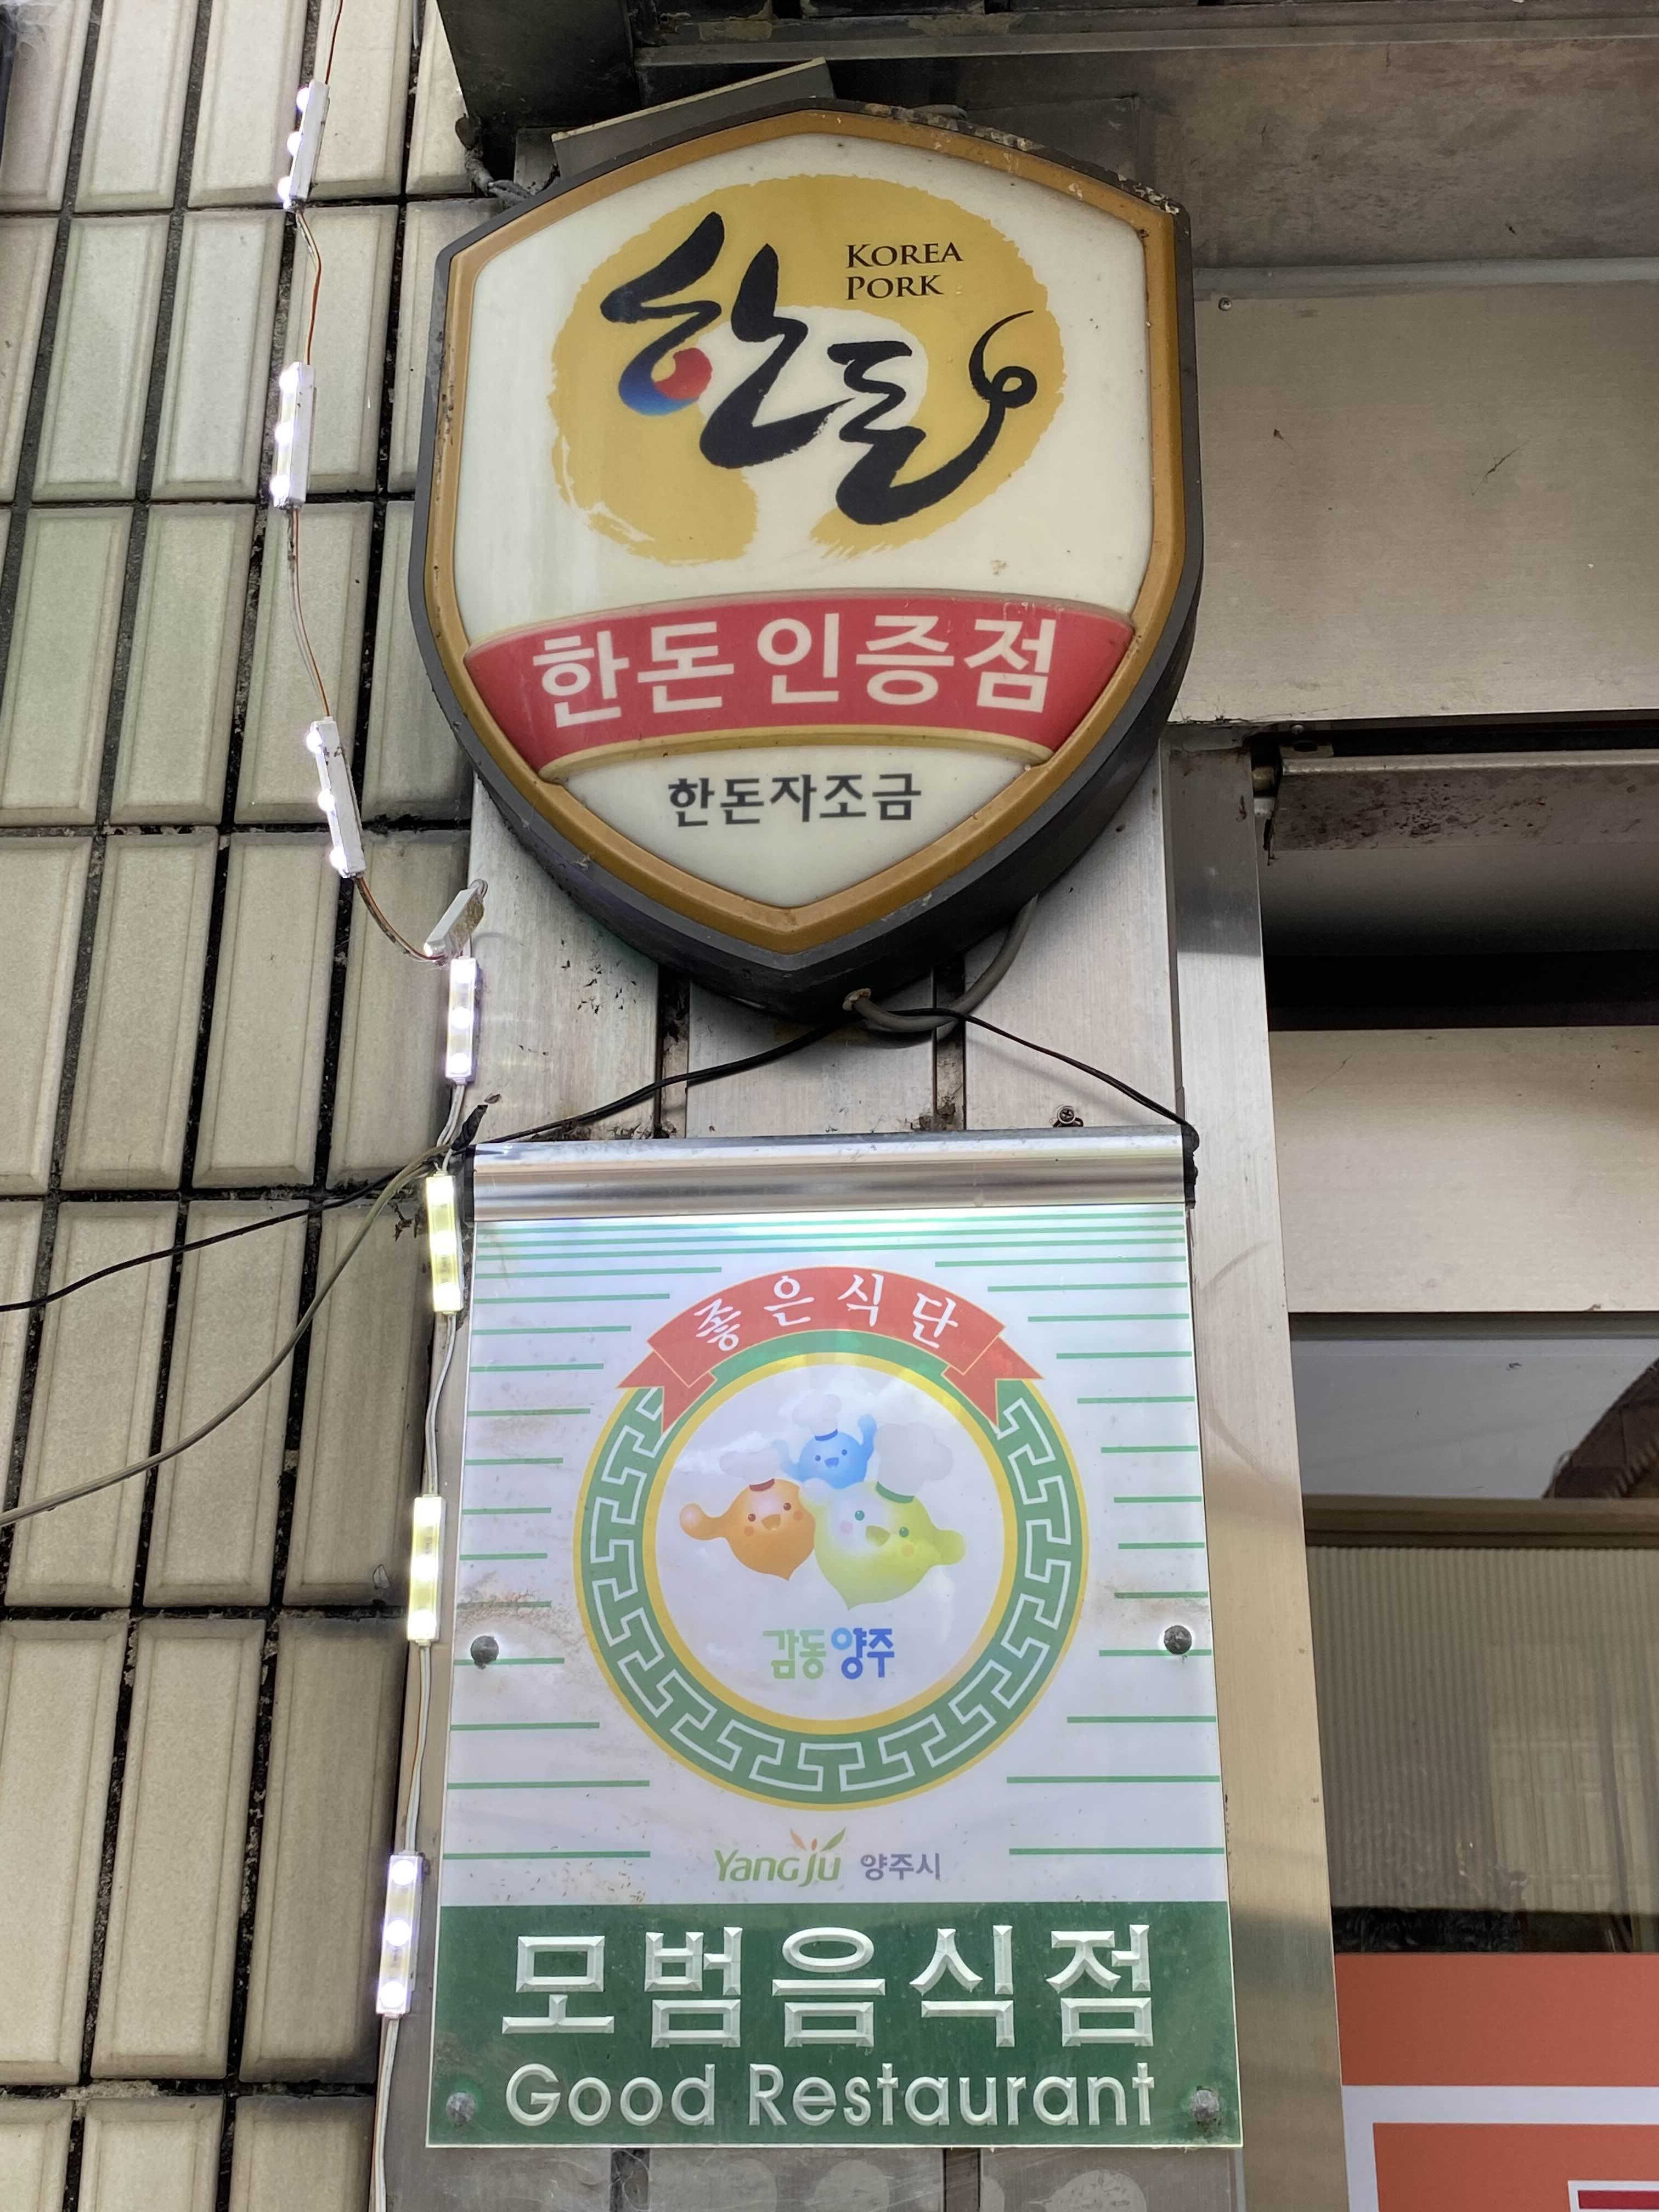 한돈
KOREA
PORK
한돈 인증점
한돈자조금
좋은식단
감동양주
YangJu 양주시
모범음식점
Good Restaurant